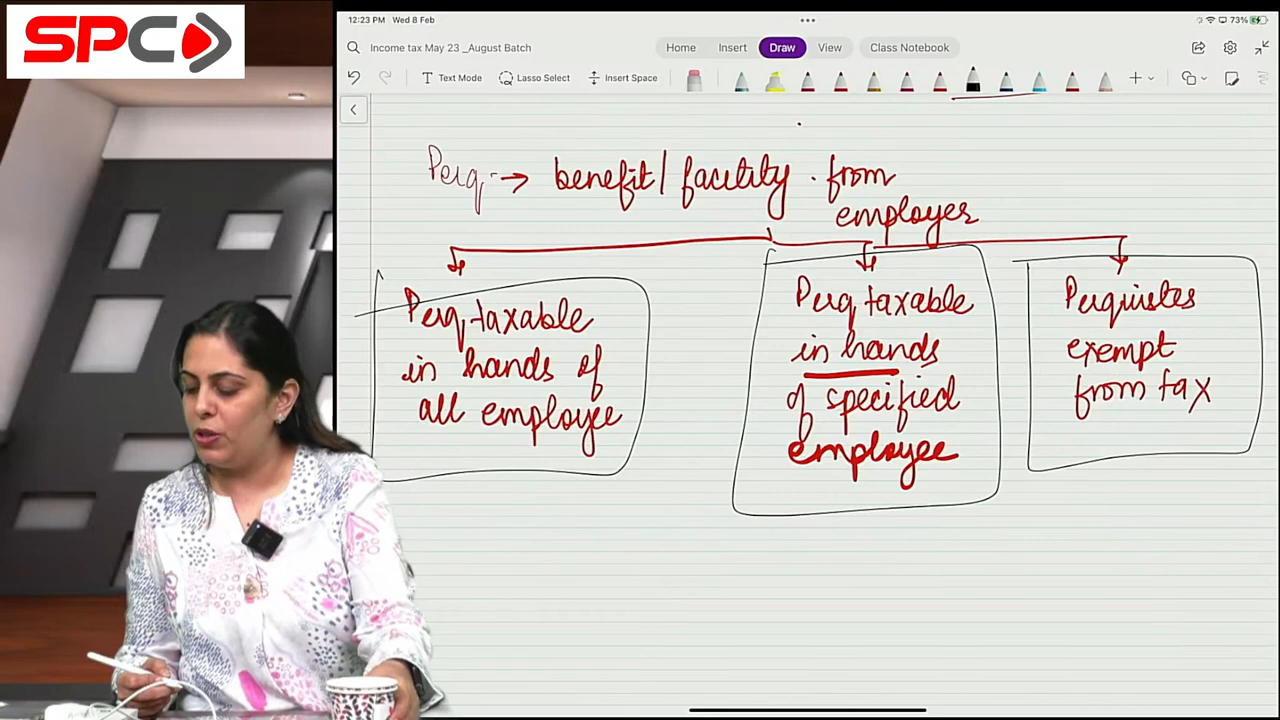 SPC
12:23 PM Wed 8 Feb
73%
Income tax May 23 _August Batch
Home Insert Draw View Class Notebook
Text Mode Lasso Select Insert Space
Perq. → benefit/facility . from
employer
Perq taxable
in hands of
all employee
Perq taxable
in hands
of specified
employee
Perquistes
exempt
from tax